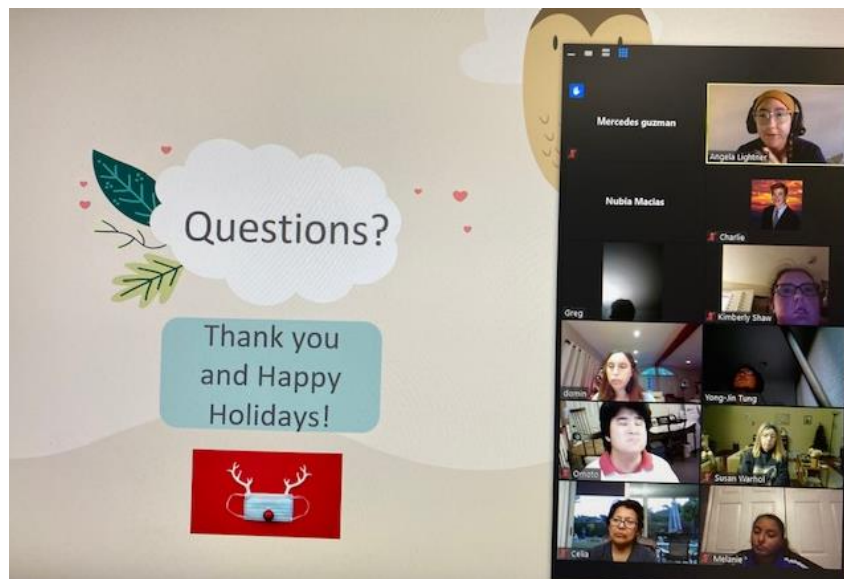 Questions?
Thank you
and Happy
Holidays!
Mercedes guzman
Angela Lightner
Nubia Macias
Charlie
Greg
Kimberly Shaw
Yong-Jin Tung
Omoto
Susan Warhol
Celia
Melanie